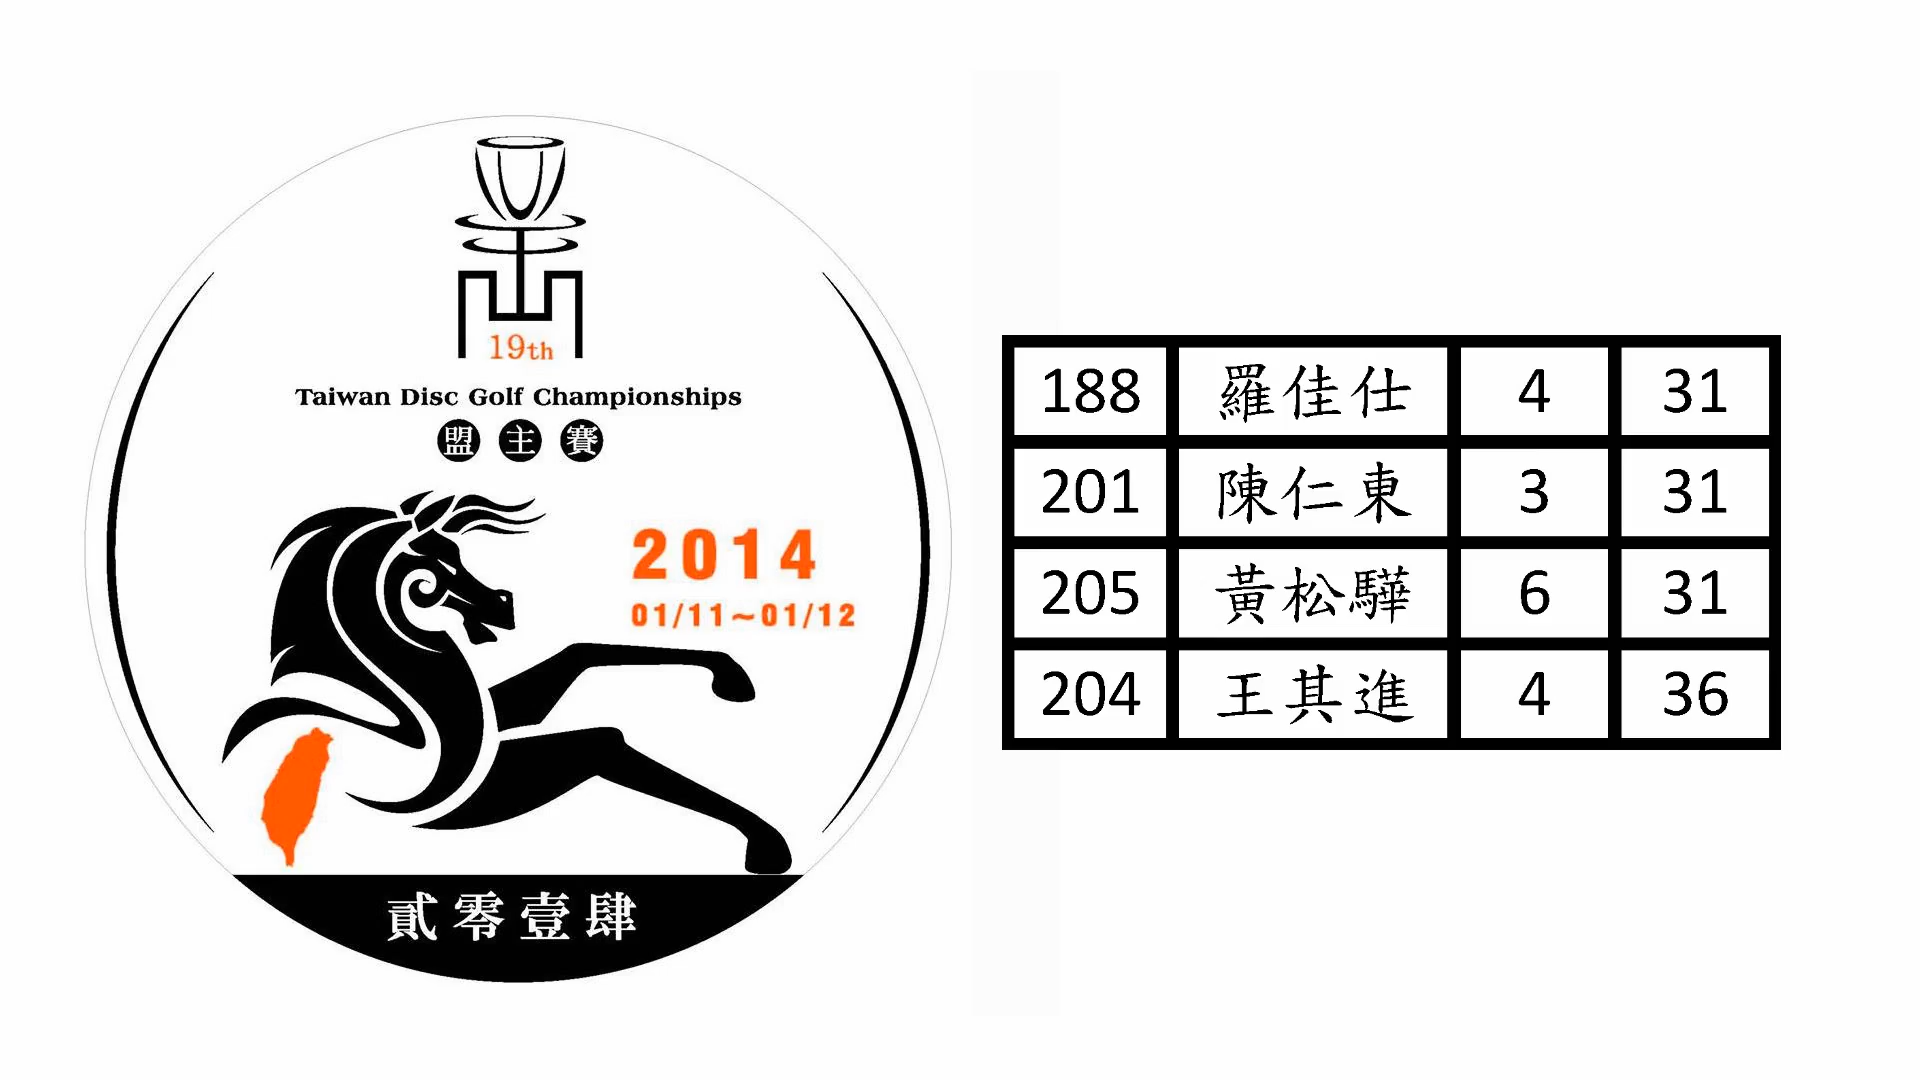 19th
Taiwan Disc Golf Championships
盟主賽
2014
01/11~01/12
貳零壹肆
188 羅佳仕 4 31
201 陳仁東 3 31
205 黃松驊 6 31
204 王其進 4 36